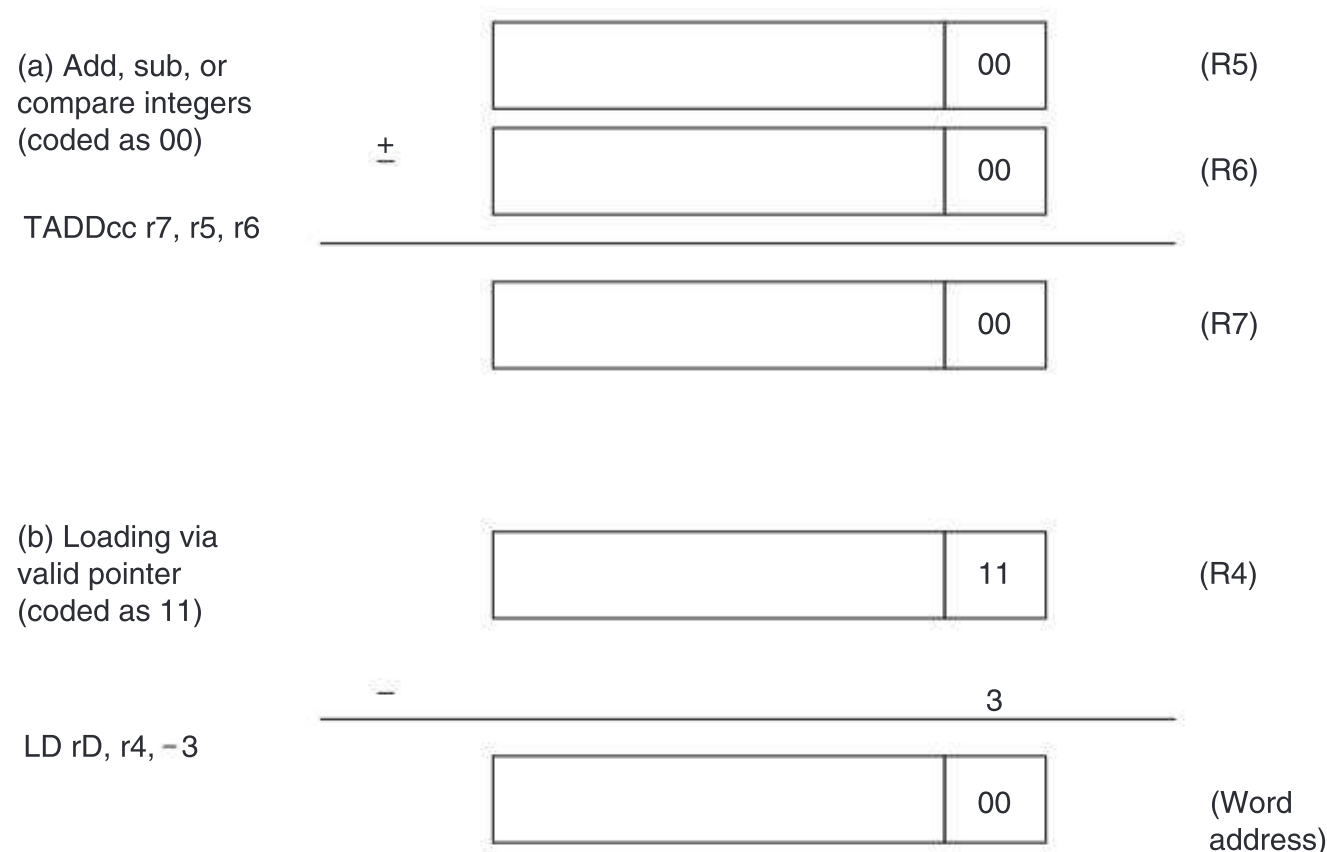 (a) Add, sub, or
compare integers
(coded as 00)
TADDcc r7, r5, r6
00
(R5)
±
00
(R6)
00
(R7)
(b) Loading via
valid pointer
(coded as 11)
LD rD, r4, −3
11
(R4)
−
3
00
(Word
address)